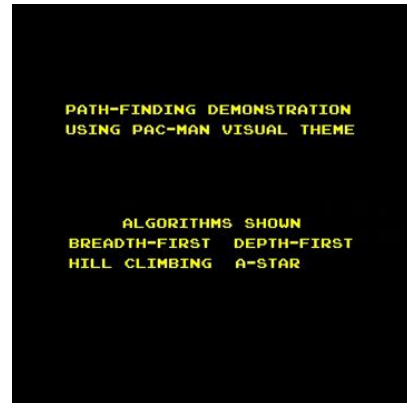 PATH-FINDING DEMONSTRATION
USING PAC-MAN VISUAL THEME
ALGORITHMS SHOWN
BREADTH-FIRST DEPTH-FIRST
HILL CLIMBING A-STAR